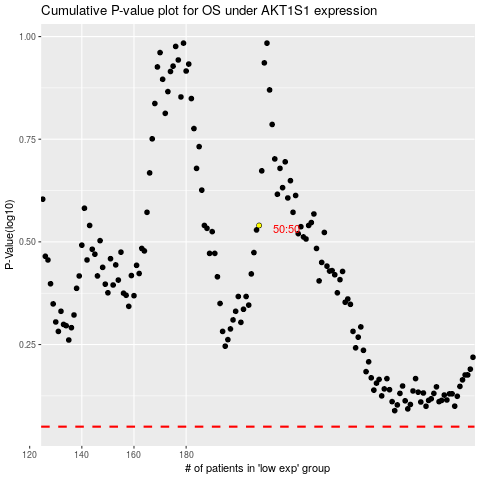 Cumulative P-value plot for OS under AKT1S1 expression
1.00
0.75
0.50
0.25
P-Value(log10)
50:50
120 140 160 180
# of patients in 'low exp' group